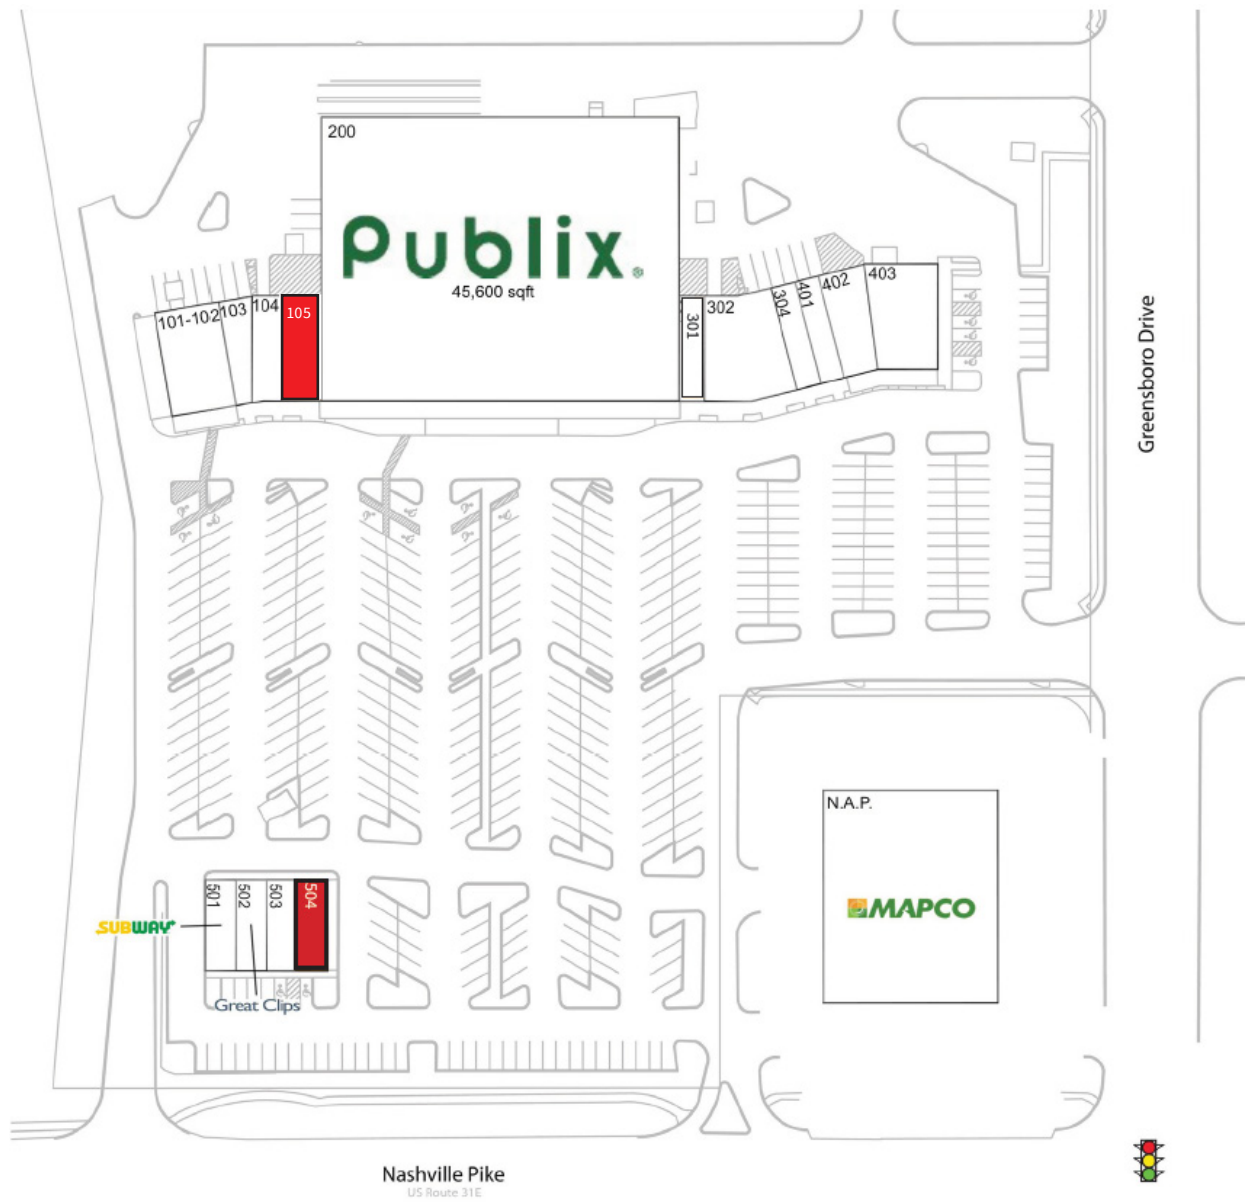 200
Publix®
45,600 sqft
101-102
103
104
105
301
302
304
401
402
403
Greensboro Drive
N.A.P.
MAPCO
501
502
503
504
SUBWAY
Great Clips
Nashville Pike
US Route 31E